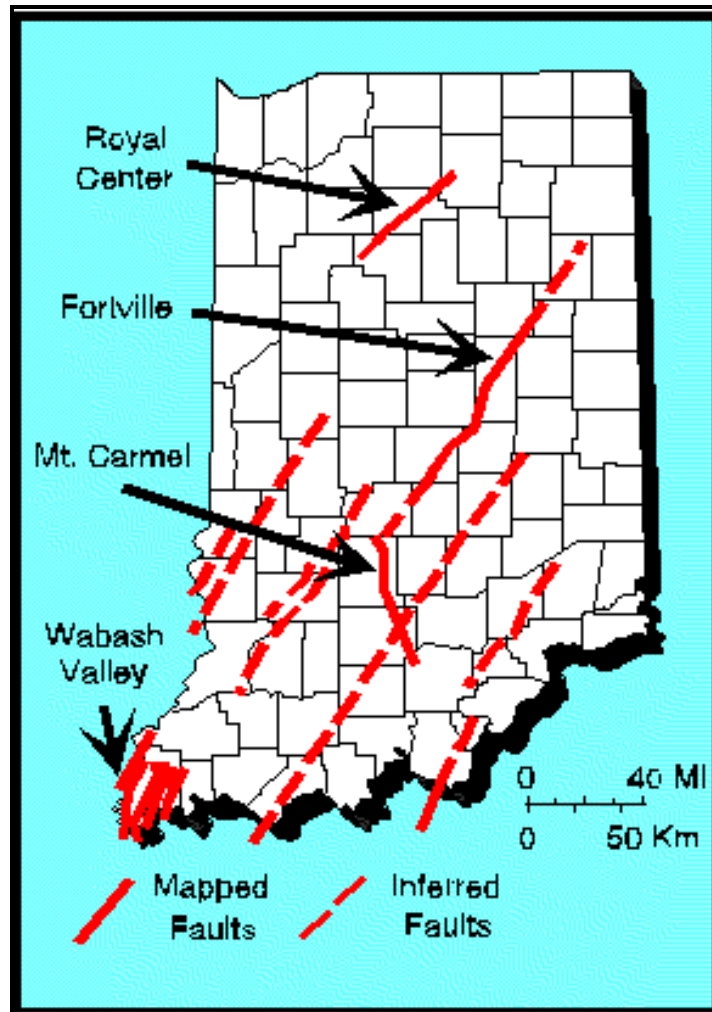 Royal
Center
Fortville
Mt. Carmel
Wabash
Valley
0 40 MI
0 50 Km
Mapped
Faults
Inferred
Faults